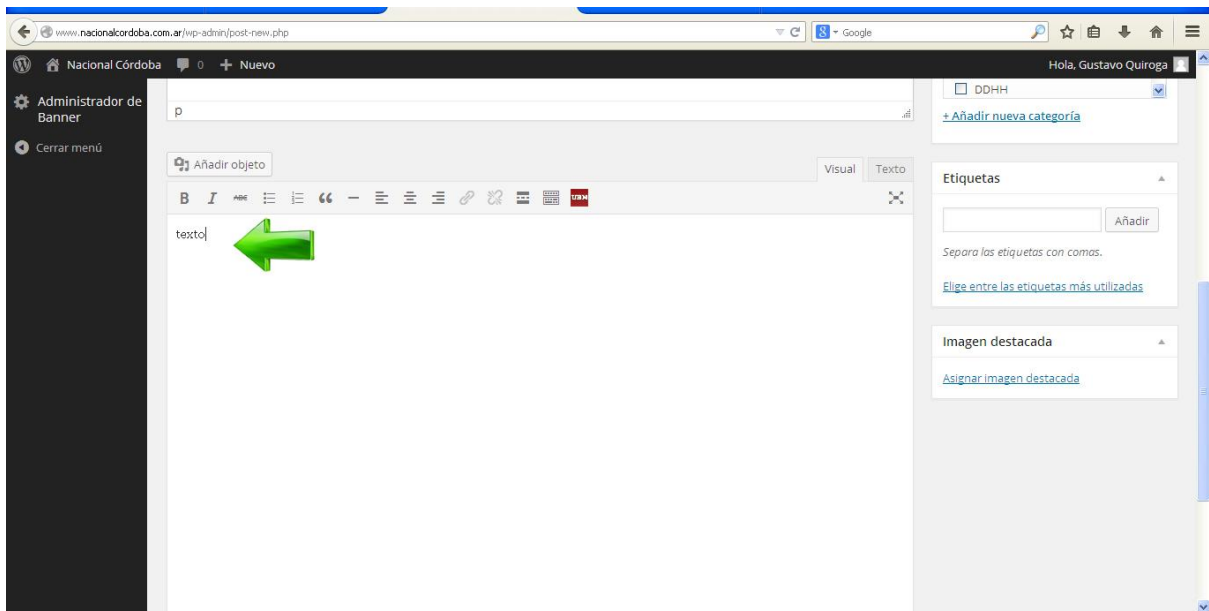 www.nacionalcordoba.com.ar/wp-admin/post-new.php
Google
Nacional Córdoba
0
Nuevo
Hola, Gustavo Quiroga
Administrador de
Banner
Cerrar menú
p
DDHH
+ Añadir nueva categoría
Añadir objeto
Visual
Texto
B I ABC
texto
Etiquetas
Añadir
Separa las etiquetas con comas.
Elige entre las etiquetas más utilizadas
Imagen destacada
Asignar imagen destacada